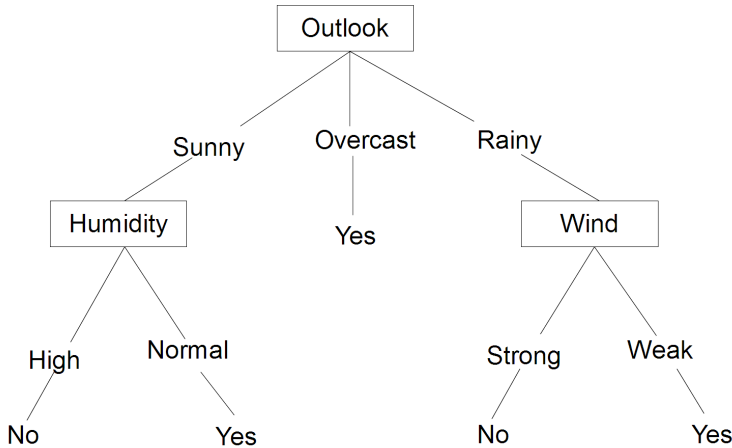 Outlook
Sunny
Overcast
Rainy
Humidity
Yes
Wind
High
Normal
Strong
Weak
No
Yes
No
Yes